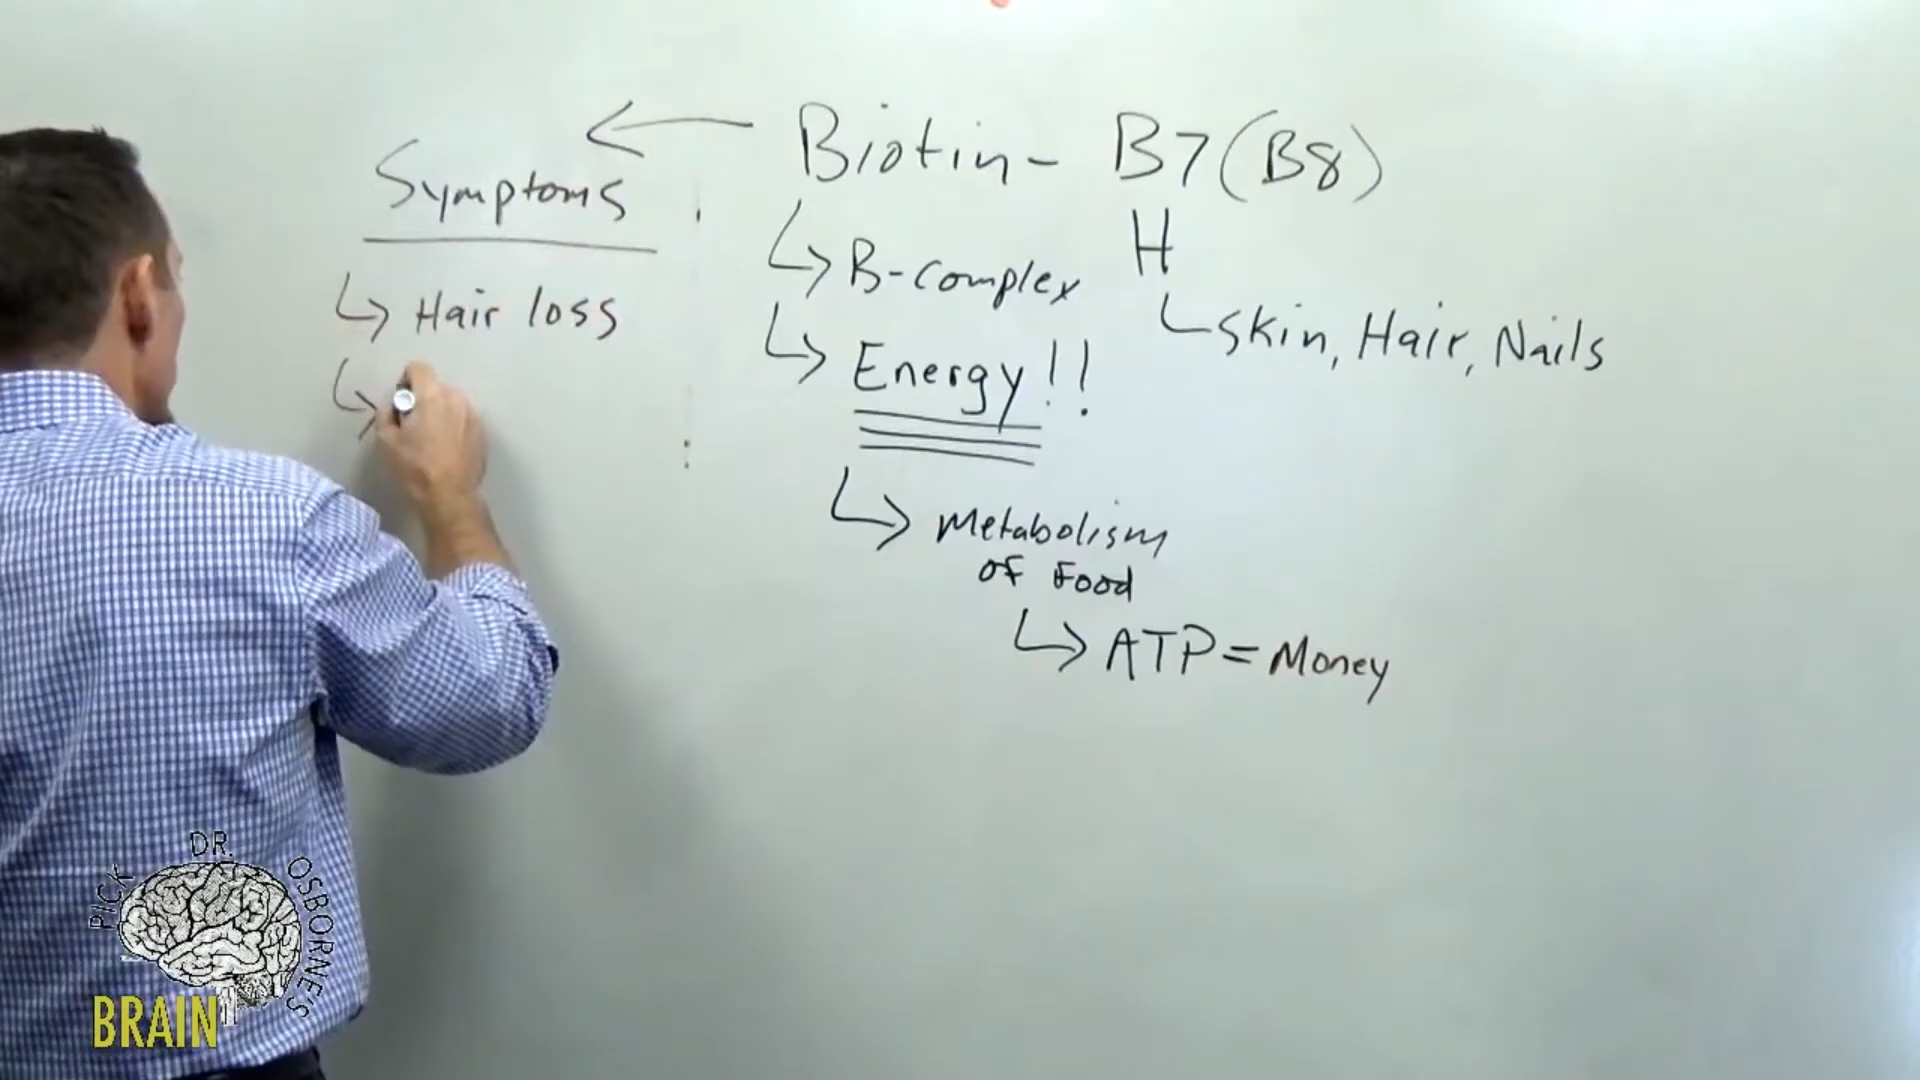 Biotin - B7 (B8)
H
↳ skin, Hair, Nails
↳ B-complex
↳ Energy!!
↳ Metabolism
of Food
↳ ATP = Money
Symptoms
↳ Hair loss
↳
PICK DR. OSBORNE'S
BRAIN